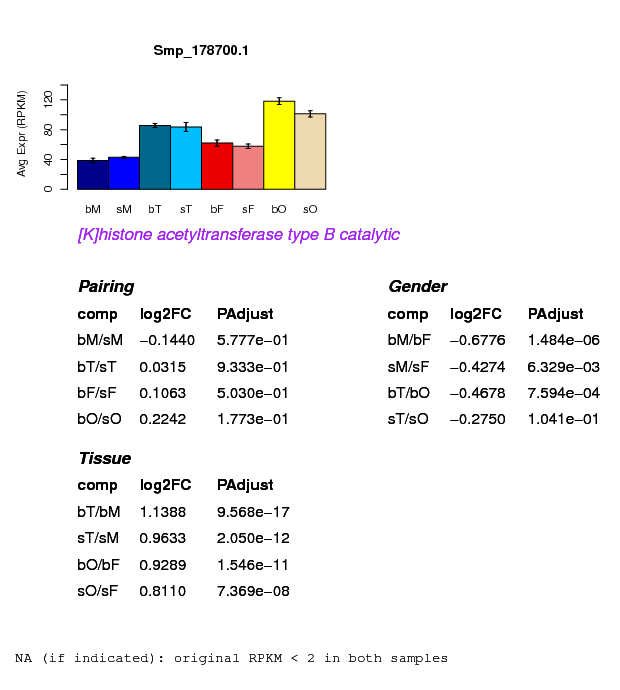 Smp_178700.1
Avg Expr (RPKM)
0 40 80 120
bM sM bT sT bF sF bO sO
[K]histone acetyltransferase type B catalytic
Pairing
comp log2FC PAdjust
bM/sM −0.1440 5.777e−01
bT/sT 0.0315 9.333e−01
bF/sF 0.1063 5.030e−01
bO/sO 0.2242 1.773e−01
Gender
comp log2FC PAdjust
bM/bF −0.6776 1.484e−06
sM/sF −0.4274 6.329e−03
bT/bO −0.4678 7.594e−04
sT/sO −0.2750 1.041e−01
Tissue
comp log2FC PAdjust
bT/bM 1.1388 9.568e−17
sT/sM 0.9633 2.050e−12
bO/bF 0.9289 1.546e−11
sO/sF 0.8110 7.369e−08
NA (if indicated): original RPKM < 2 in both samples